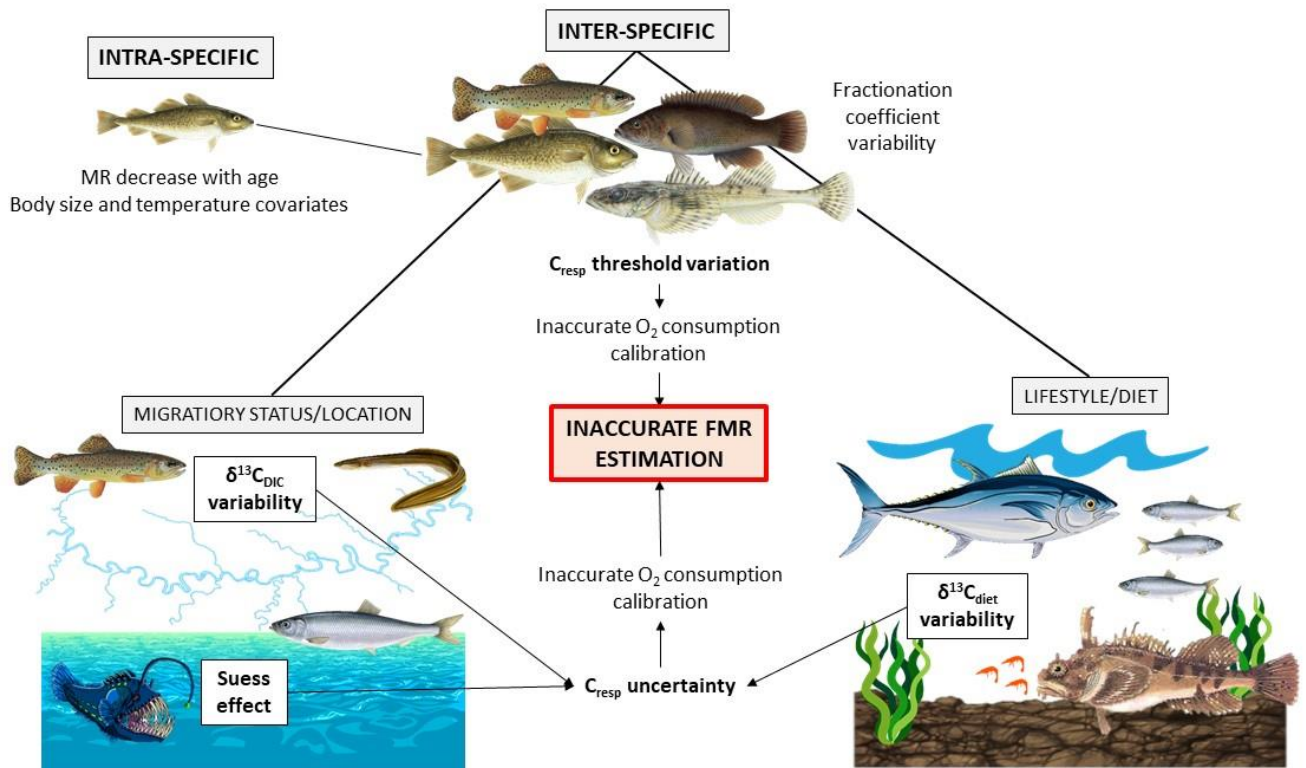 INTRA-SPECIFIC
INTER-SPECIFIC
Fractionation
coefficient
variability
MR decrease with age
Body size and temperature covariates
Cresp threshold variation
Inaccurate O2 consumption
calibration
MIGRATIORY STATUS/LOCATION
LIFESTYLE/DIET
INACCURATE FMR
ESTIMATION
δ13CDIC
variability
Inaccurate O2 consumption
calibration
δ13Cdiet
variability
Suess
effect
Cresp uncertainty